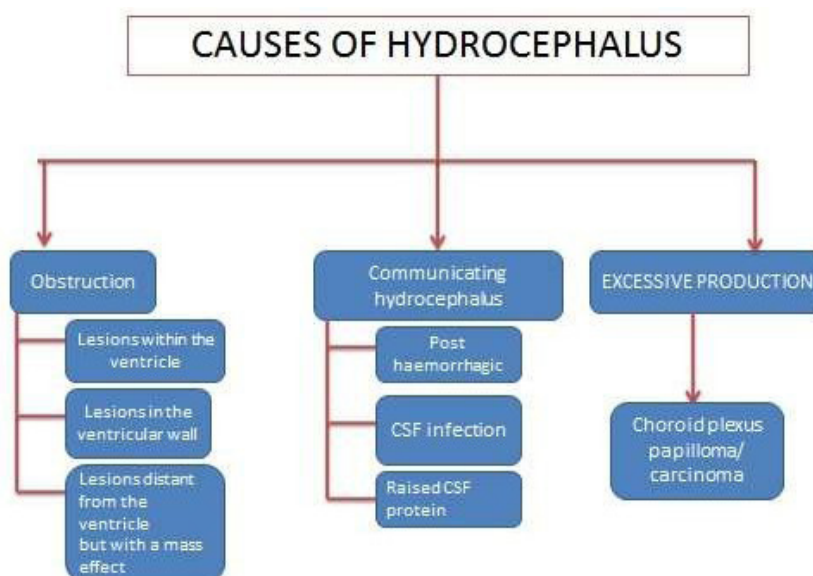 CAUSES OF HYDROCEPHALUS
Obstruction
Lesions within the
ventricle
Lesions in the
ventricular wall
Lesions distant
from the
ventricle
but with a mass
effect
Communicating
hydrocephalus
Post
haemorrhagic
CSF infection
Raised CSF
protein
EXCESSIVE PRODUCTION
Choroid plexus
papilloma/
carcinoma